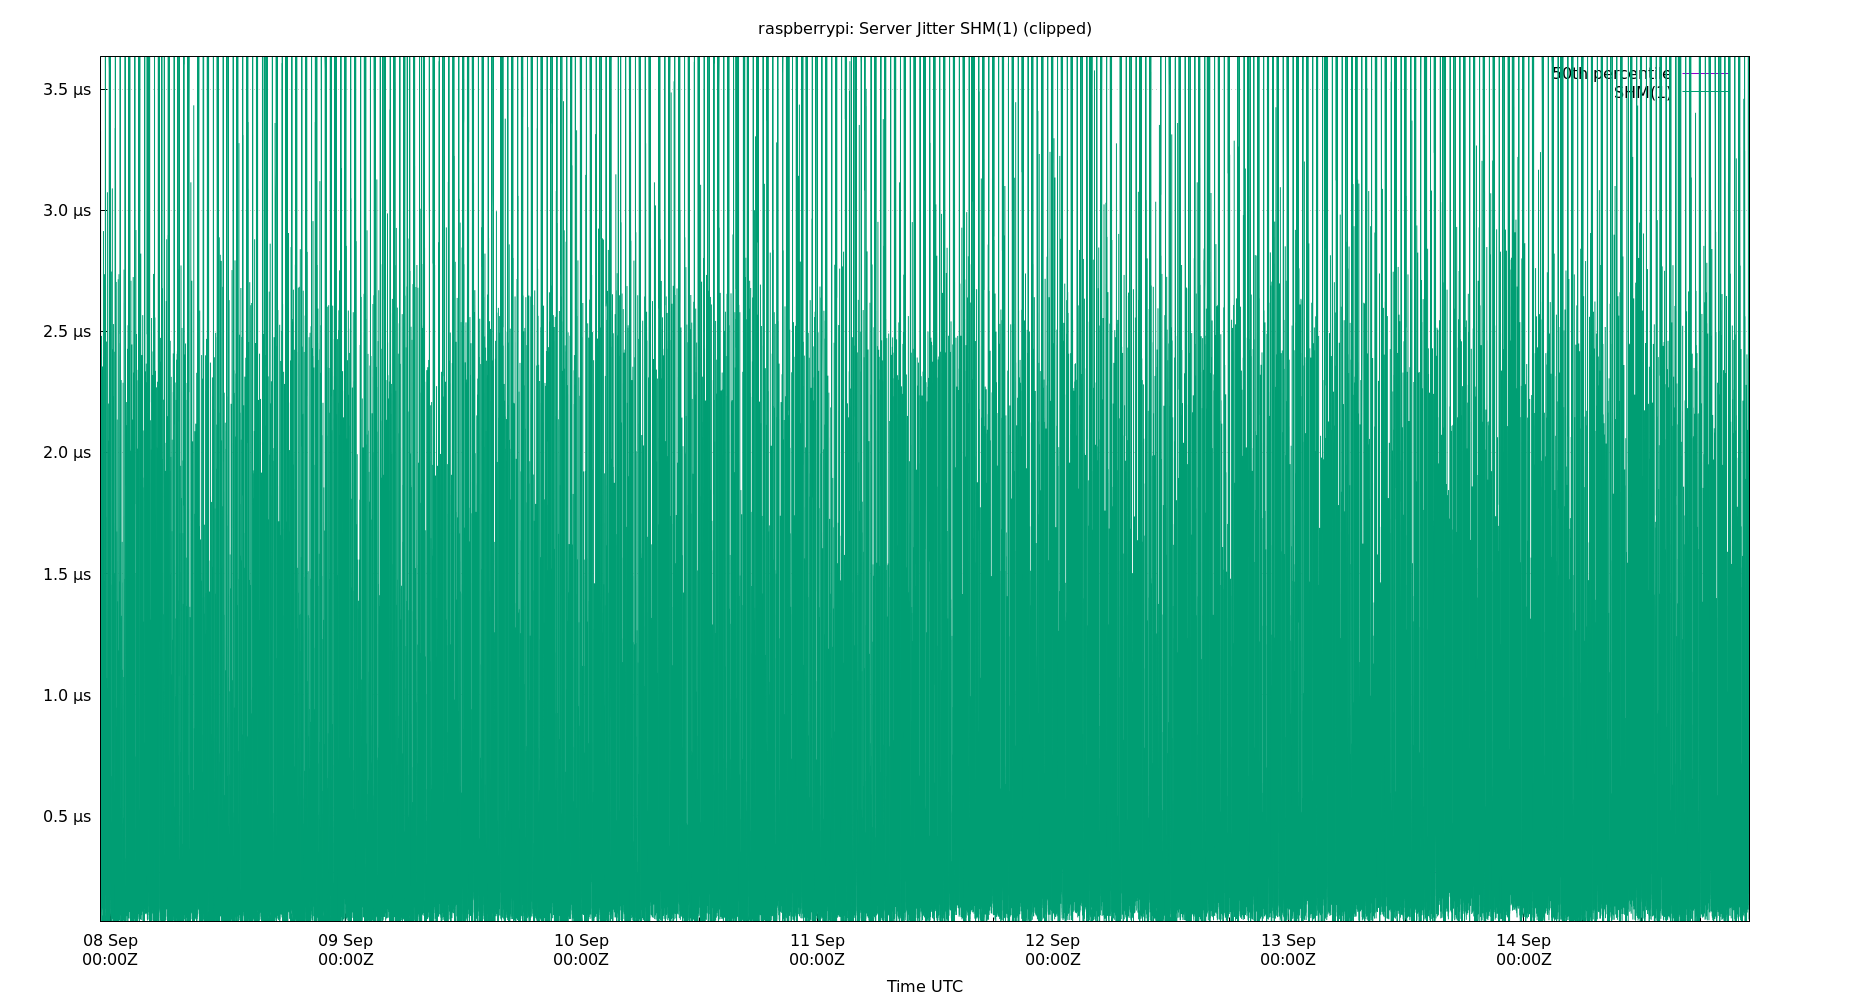 raspberrypi: Server Jitter SHM(1) (clipped)
50th percentile
SHM(1)
3.5 µs
3.0 µs
2.5 µs
2.0 µs
1.5 µs
1.0 µs
0.5 µs
08 Sep 09 Sep 10 Sep 11 Sep 12 Sep 13 Sep 14 Sep
00:00Z 00:00Z 00:00Z 00:00Z 00:00Z 00:00Z 00:00Z
Time UTC